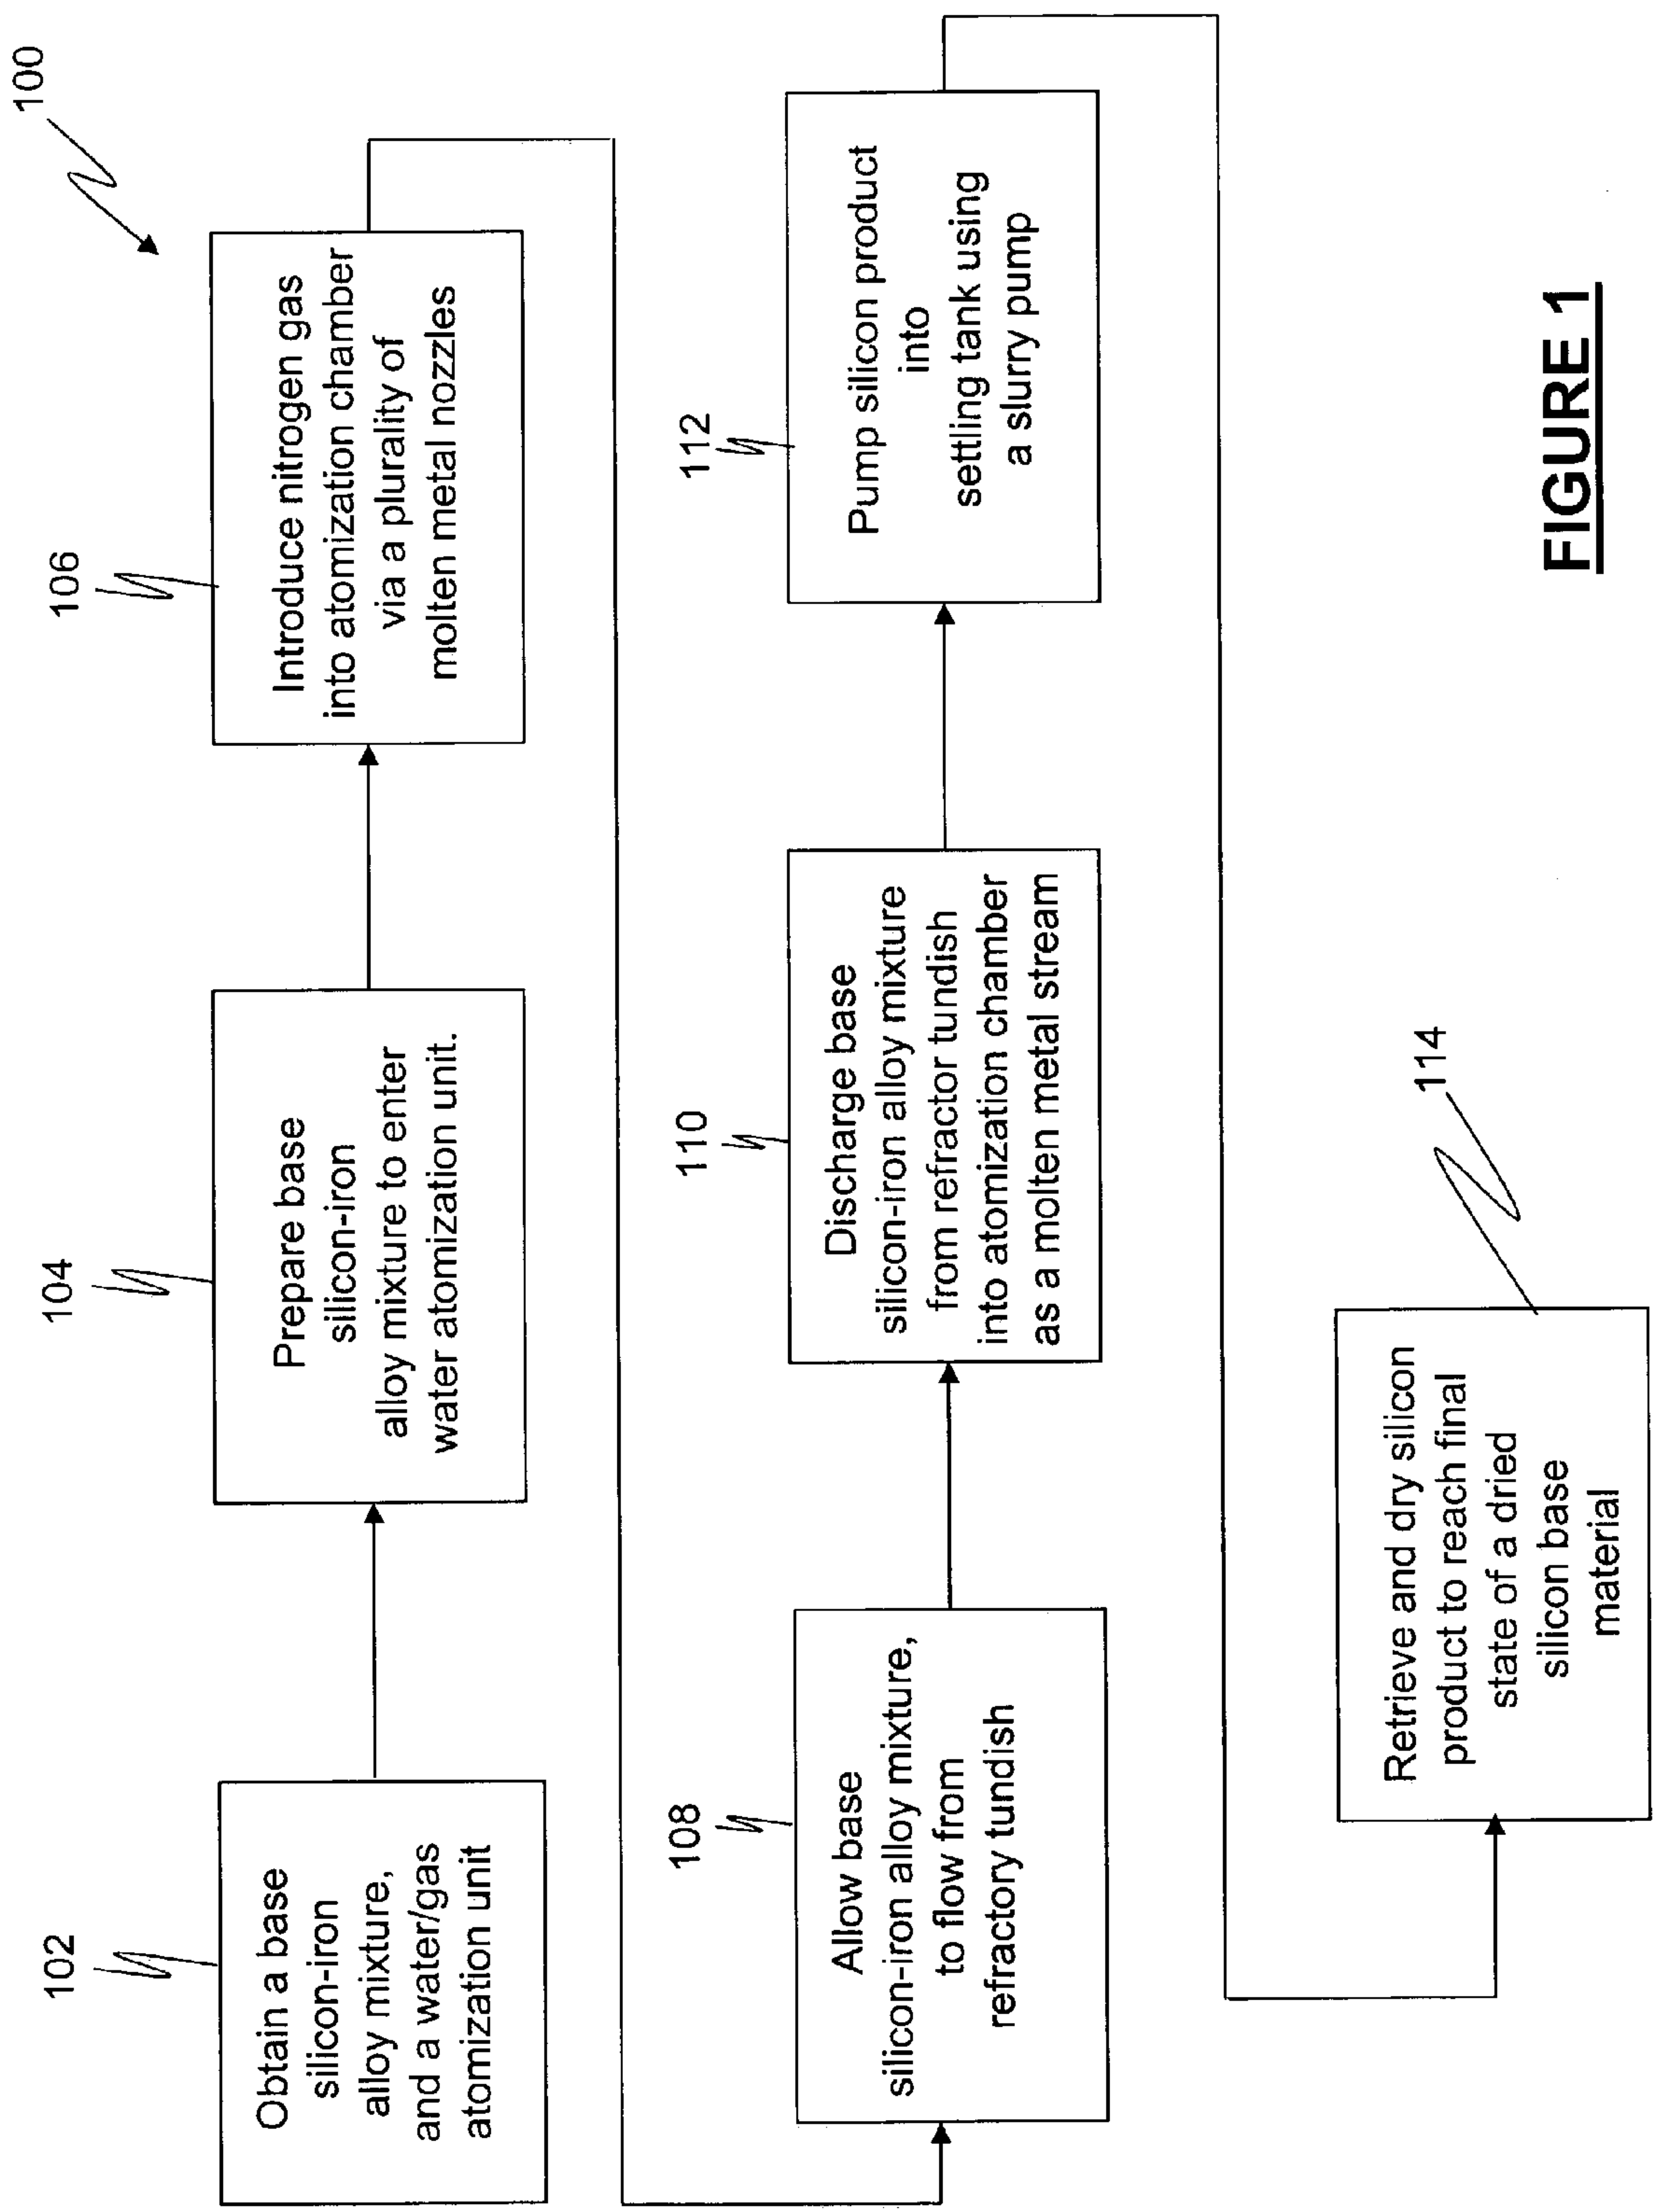 100
102
Obtain a base
silicon-iron
alloy mixture,
and a water/gas
atomization unit
104
Prepare base
silicon-iron
alloy mixture to enter
water atomization unit.
106
Introduce nitrogen gas
into atomization chamber
via a plurality of
molten metal nozzles
108
Allow base
silicon-iron alloy mixture,
to flow from
refractory tundish
110
Discharge base
silicon-iron alloy mixture
from refractor tundish
into atomization chamber
as a molten metal stream
112
Pump silicon product
into
settling tank using
a slurry pump
114
Retrieve and dry silicon
product to reach final
state of a dried
silicon base
material
FIGURE 1